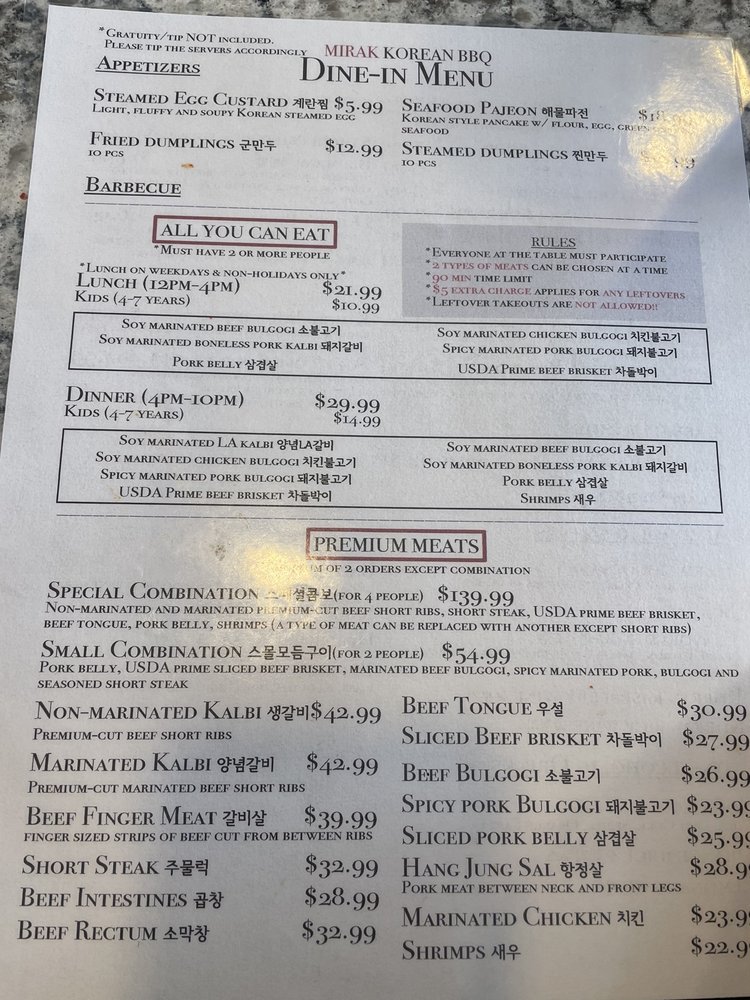 *Gratuity/tip NOT included.
Please tip the servers accordingly
MIRAK KOREAN BBQ
Dine-in Menu
Appetizers
Steamed Egg Custard 계란찜 $5.99
Light, fluffy and soupy Korean steamed egg
Fried dumplings 군만두 $12.99
10 pcs
Seafood Pajeon 해물파전
Korean style pancake w/ flour, egg, green
seafood
Steamed dumplings 찐만두
10 pcs
Barbecue
ALL YOU CAN EAT
*Must have 2 or more people
RULES
*Everyone at the table must participate
*2 types of meats can be chosen at a time
*90 min time limit
*$5 extra charge applies for any leftovers
*Leftover takeouts are not allowed!!
*Lunch on weekdays & non-holidays only*
Lunch (12pm-4pm) $21.99
Kids (4-7 years) $10.99
Soy marinated beef bulgogi 소불고기
Soy marinated boneless pork kalbi 돼지갈비
Pork belly 삼겹살
Soy marinated chicken bulgogi 치킨불고기
Spicy marinated pork bulgogi 돼지불고기
USDA Prime beef brisket 차돌박이
Dinner (4pm-10pm) $29.99
Kids (4-7 years) $14.99
Soy marinated LA kalbi 양념LA갈비
Soy marinated chicken bulgogi 치킨불고기
Spicy marinated pork bulgogi 돼지불고기
USDA Prime beef brisket 차돌박이
Soy marinated beef bulgogi 소불고기
Soy marinated boneless pork kalbi 돼지갈비
Pork belly 삼겹살
Shrimps 새우
PREMIUM MEATS
of 2 orders except combination
Special Combination (for 4 people) $139.99
Non-marinated and marinated premium-cut beef short ribs, short steak, USDA prime beef brisket,
beef tongue, pork belly, shrimps (a type of meat can be replaced with another except short ribs)
Small Combination 스몰모듬구이(for 2 people) $54.99
Pork belly, USDA prime sliced beef brisket, marinated beef bulgogi, spicy marinated pork, bulgogi and
seasoned short steak
Non-marinated Kalbi 생갈비$42.99
Premium-cut beef short ribs
Marinated Kalbi 양념갈비 $42.99
Premium-cut marinated beef short ribs
Beef Finger Meat 갈비살 $39.99
finger sized strips of beef cut from between ribs
Short Steak 주물럭 $32.99
Beef Intestines 곱창 $28.99
Beef Rectum 소막창 $32.99
Beef Tongue 우설 $30.99
Sliced Beef brisket 차돌박이 $27.99
Beef Bulgogi 소불고기 $26.99
Spicy pork Bulgogi 돼지불고기 $23.99
Sliced pork belly 삼겹살 $25.99
Hang Jung Sal 항정살 $28.9
Pork meat between neck and front legs
Marinated Chicken 치킨 $23.9
Shrimps 새우 $22.9